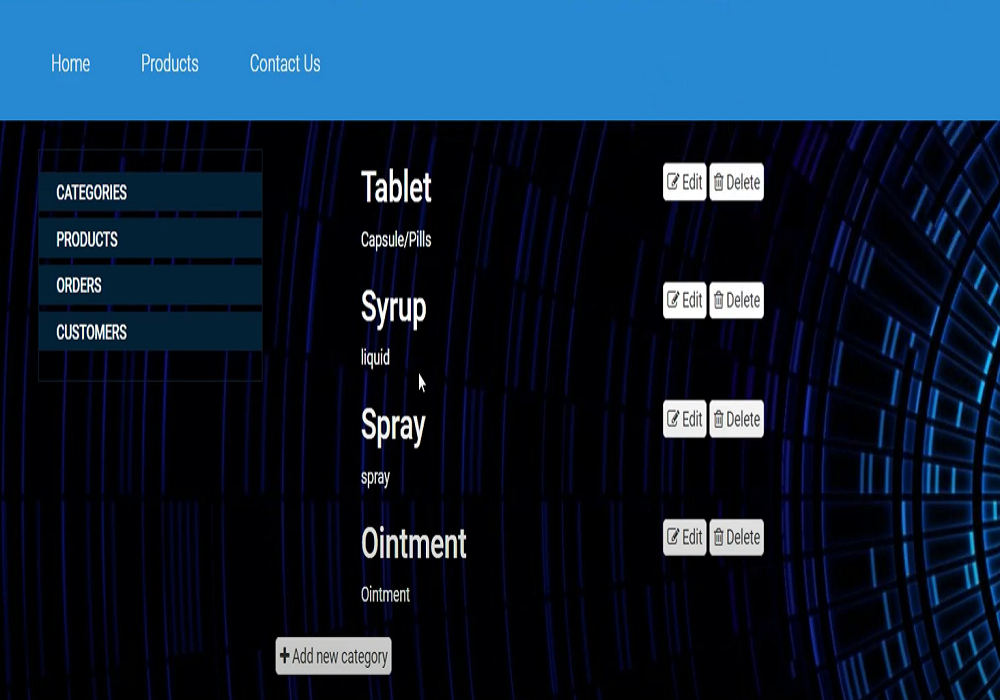 Home Products Contact Us
CATEGORIES
PRODUCTS
ORDERS
CUSTOMERS
Tablet Edit Delete
Capsule/Pills
Syrup Edit Delete
liquid
Spray Edit Delete
spray
Ointment Edit Delete
Ointment
+ Add new category